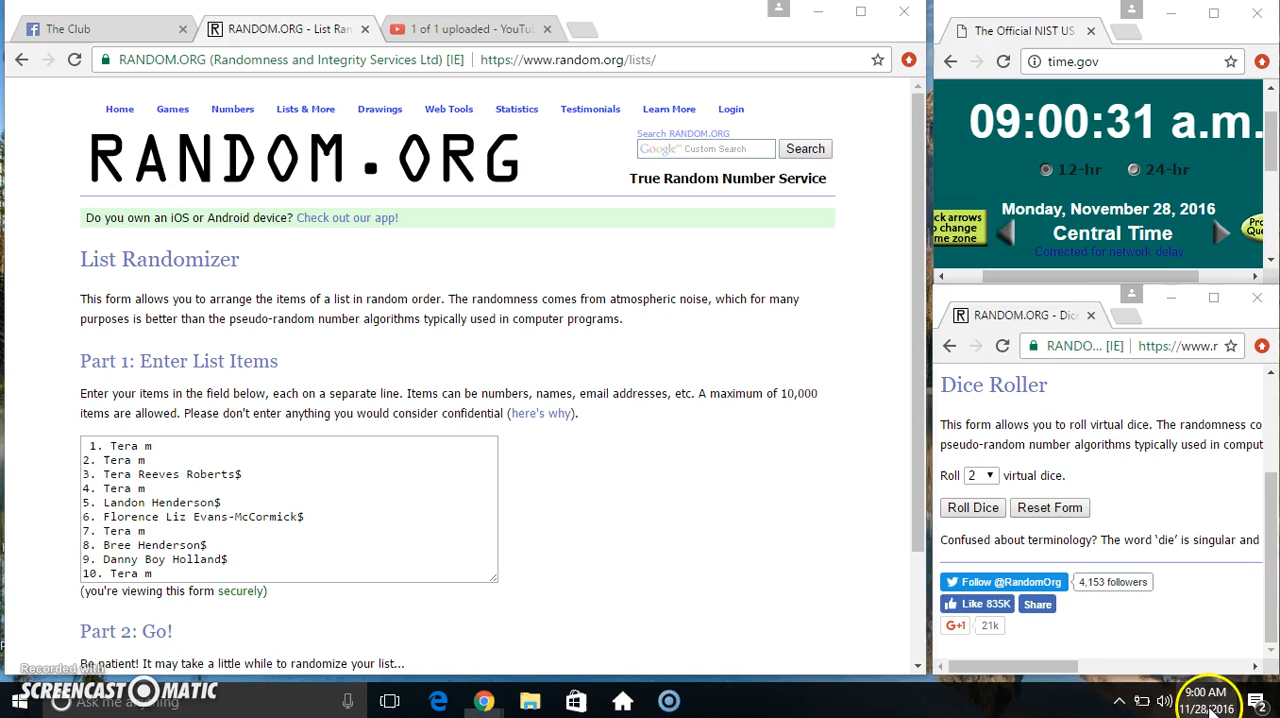 The Club
RANDOM.ORG - List Ran
1 of 1 uploaded - YouTu
RANDOM.ORG (Randomness and Integrity Services Ltd) [IE]
https://www.random.org/lists/
Home Games Numbers Lists & More Drawings Web Tools Statistics Testimonials Learn More Login
RANDOM.ORG
Search RANDOM.ORG
Google™ Custom Search Search
True Random Number Service
Do you own an iOS or Android device? Check out our app!
List Randomizer
This form allows you to arrange the items of a list in random order. The randomness comes from atmospheric noise, which for many
purposes is better than the pseudo-random number algorithms typically used in computer programs.
Part 1: Enter List Items
Enter your items in the field below, each on a separate line. Items can be numbers, names, email addresses, etc. A maximum of 10,000
items are allowed. Please don't enter anything you would consider confidential (here's why).
1. Tera m
2. Tera m
3. Tera Reeves Roberts$
4. Tera m
5. Landon Henderson$
6. Florence Liz Evans-McCormick$
7. Tera m
8. Bree Henderson$
9. Danny Boy Holland$
10. Tera m
(you're viewing this form securely)
Part 2: Go!
Be patient! It may take a little while to randomize your list...
The Official NIST US
time.gov
09:00:31 a.m.
12-hr 24-hr
Monday, November 28, 2016
Central Time
Corrected for network delay
ck arrows
o change
me zone
RANDOM.ORG - Dice
RANDO... [IE] https://www.r
Dice Roller
This form allows you to roll virtual dice. The randomness co
pseudo-random number algorithms typically used in comput
Roll 2 virtual dice.
Roll Dice Reset Form
Confused about terminology? The word ‘die’ is singular and
Follow @RandomOrg 4,153 followers
Like 835K Share
G+1 21k
Recorded with
SCREENCAST-O-MATIC
Ask me anything
9:00 AM
11/28/2016
2